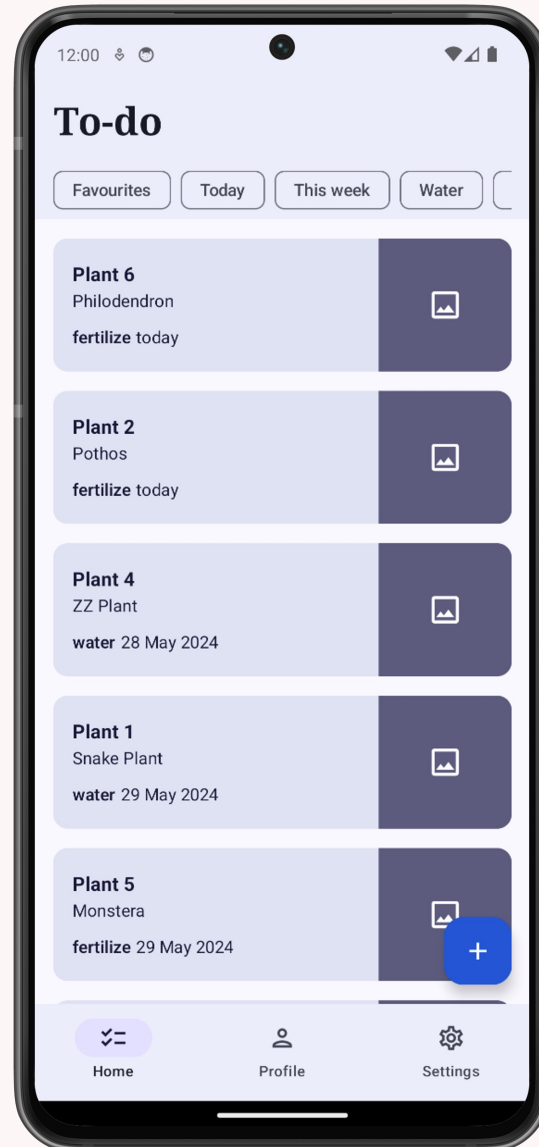 12:00
To-do
Favourites Today This week Water
Plant 6
Philodendron
fertilize today
Plant 2
Pothos
fertilize today
Plant 4
ZZ Plant
water 28 May 2024
Plant 1
Snake Plant
water 29 May 2024
Plant 5
Monstera
fertilize 29 May 2024
+
Home Profile Settings